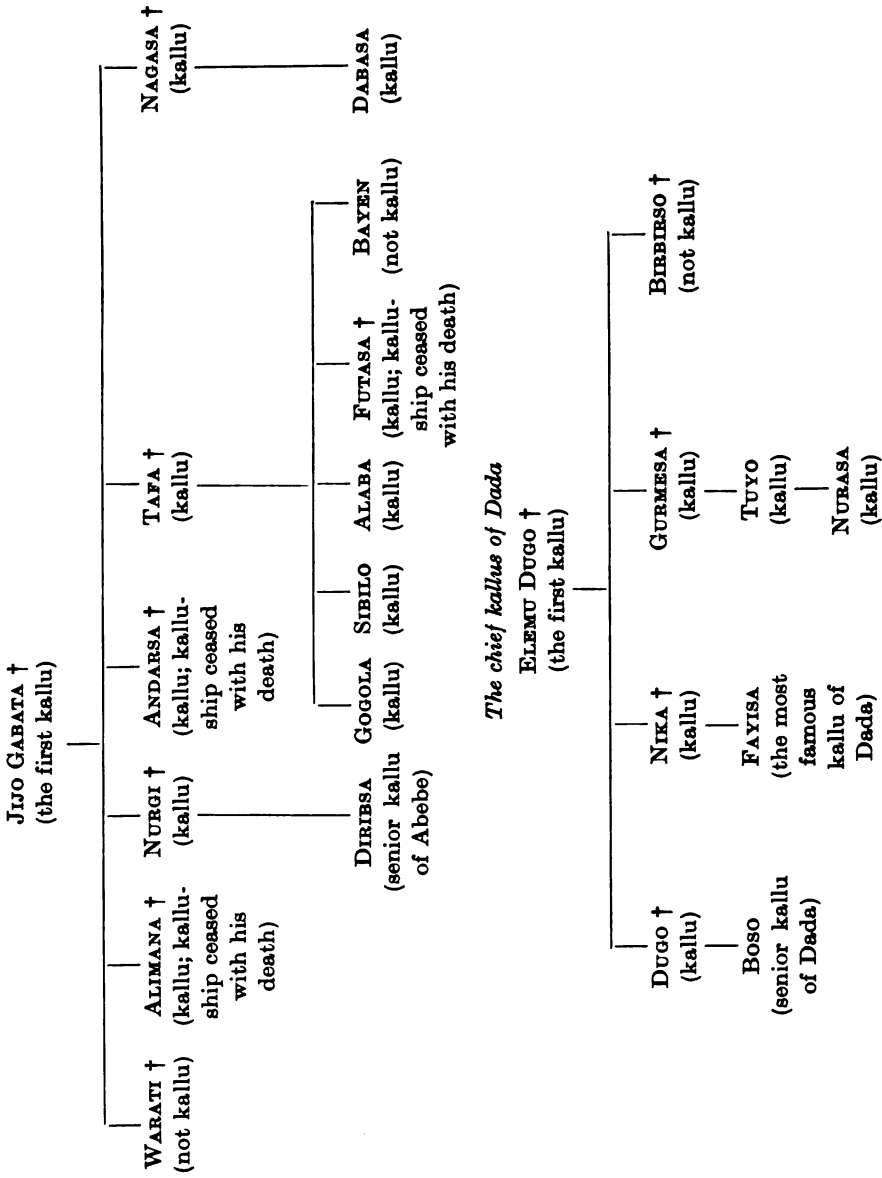 JIJO GABATA †
(the first kallu)
WARATI †
(not kallu)
ALIMANA †
(kallu; kallu-
ship ceased
with his
death)
NURGI †
(kallu)
ANDARSA †
(kallu; kallu-
ship ceased
with his
death)
TAFA †
(kallu)
NAGASA †
(kallu)
DIRIBSA
(senior kallu
of Abebe)
GOGOLA
(kallu)
SIBILO
(kallu)
ALABA
(kallu)
FUTASA †
(kallu; kallu-
ship ceased
with his death)
BAYEN
(not kallu)
DABASA
(kallu)
The chief kallus of Dada
ELEMU DUGO †
(the first kallu)
DUGO †
(kallu)
NIKA †
(kallu)
GURMESA †
(kallu)
BIRBIRSO †
(not kallu)
BOSO
(senior kallu
of Dada)
FAYISA
(the most
famous
kallu of
Dada)
TUYO
(kallu)
NURASA
(kallu)